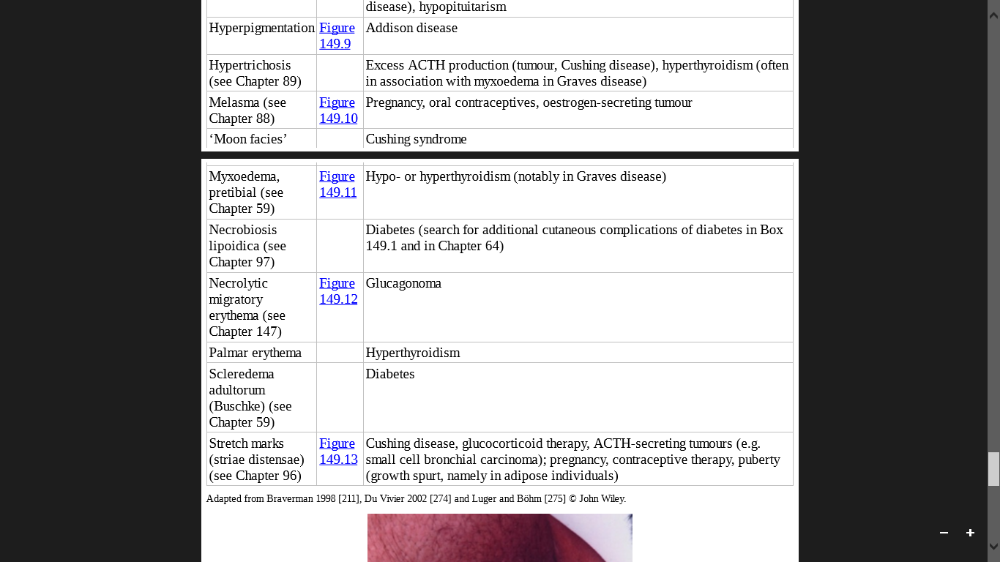 disease), hypopituitarism
Hyperpigmentation
Figure
149.9
Addison disease
Hypertrichosis
(see Chapter 89)
Excess ACTH production (tumour, Cushing disease), hyperthyroidism (often
in association with myxoedema in Graves disease)
Melasma (see
Chapter 88)
Figure
149.10
Pregnancy, oral contraceptives, oestrogen-secreting tumour
‘Moon facies’
Cushing syndrome
Myxoedema,
pretibial (see
Chapter 59)
Figure
149.11
Hypo- or hyperthyroidism (notably in Graves disease)
Necrobiosis
lipoidica (see
Chapter 97)
Diabetes (search for additional cutaneous complications of diabetes in Box
149.1 and in Chapter 64)
Necrolytic
migratory
erythema (see
Chapter 147)
Figure
149.12
Glucagonoma
Palmar erythema
Hyperthyroidism
Scleredema
adultorum
(Buschke) (see
Chapter 59)
Diabetes
Stretch marks
(striae distensae)
(see Chapter 96)
Figure
149.13
Cushing disease, glucocorticoid therapy, ACTH-secreting tumours (e.g.
small cell bronchial carcinoma); pregnancy, contraceptive therapy, puberty
(growth spurt, namely in adipose individuals)
Adapted from Braverman 1998 [211], Du Vivier 2002 [274] and Luger and Böhm [275] © John Wiley.